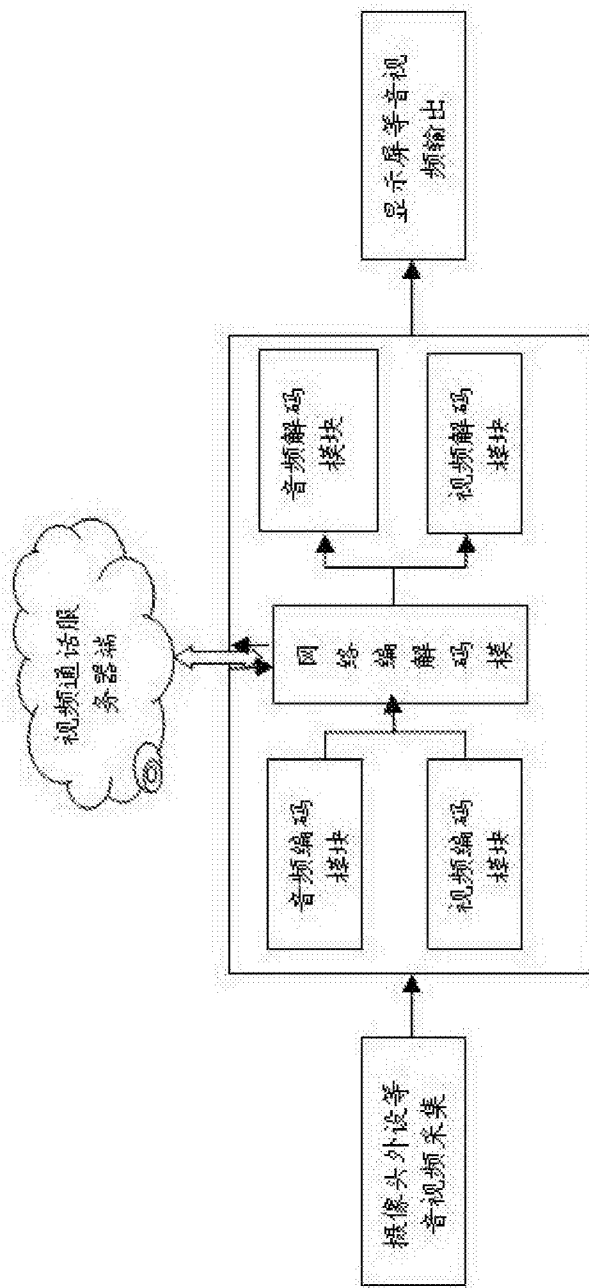 视频通话服
务器端
摄像头外设等
音视频采集
音频编码
模块
视频编码
模块
网络编解码模
音频解码
模块
视频解码
模块
显示屏等音视
频输出